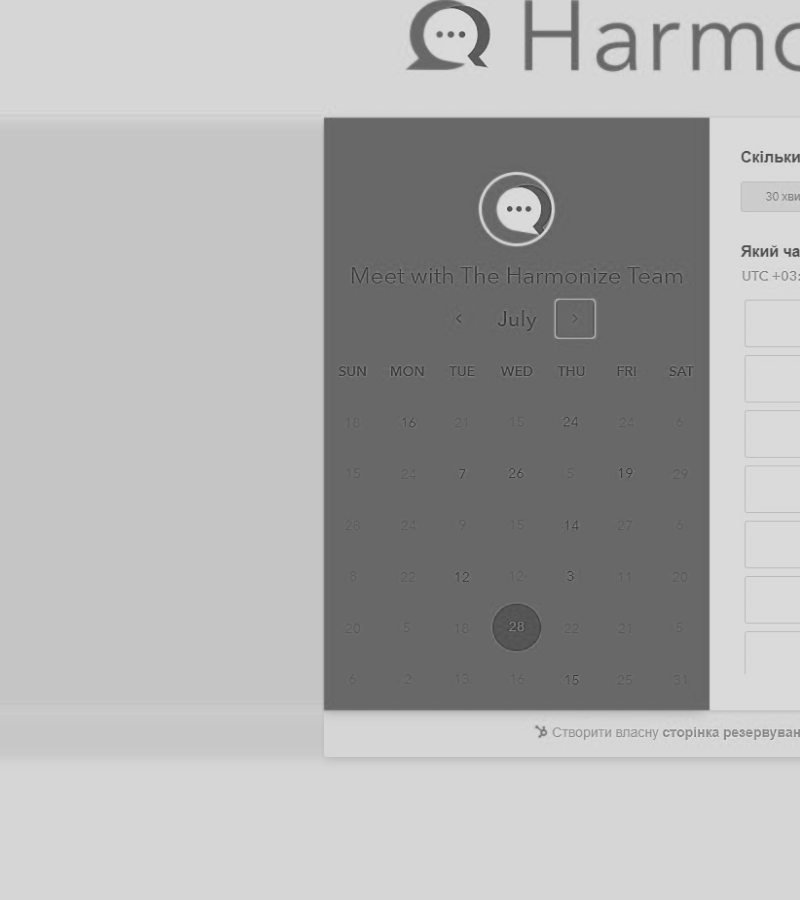 Harmo
Meet with The Harmonize Team
July
SUN MON TUE WED THU FRI SAT
18 16 21 15 24 24 6
15 24 7 26 5 19 29
26 24 9 15 14 27 6
8 22 12 12 3 11 20
20 5 18 28 22 21 5
6 2 13 16 15 25 31
Скільки
30 хви
Який ча
UTC +03:
Створити власну сторінка резервуван